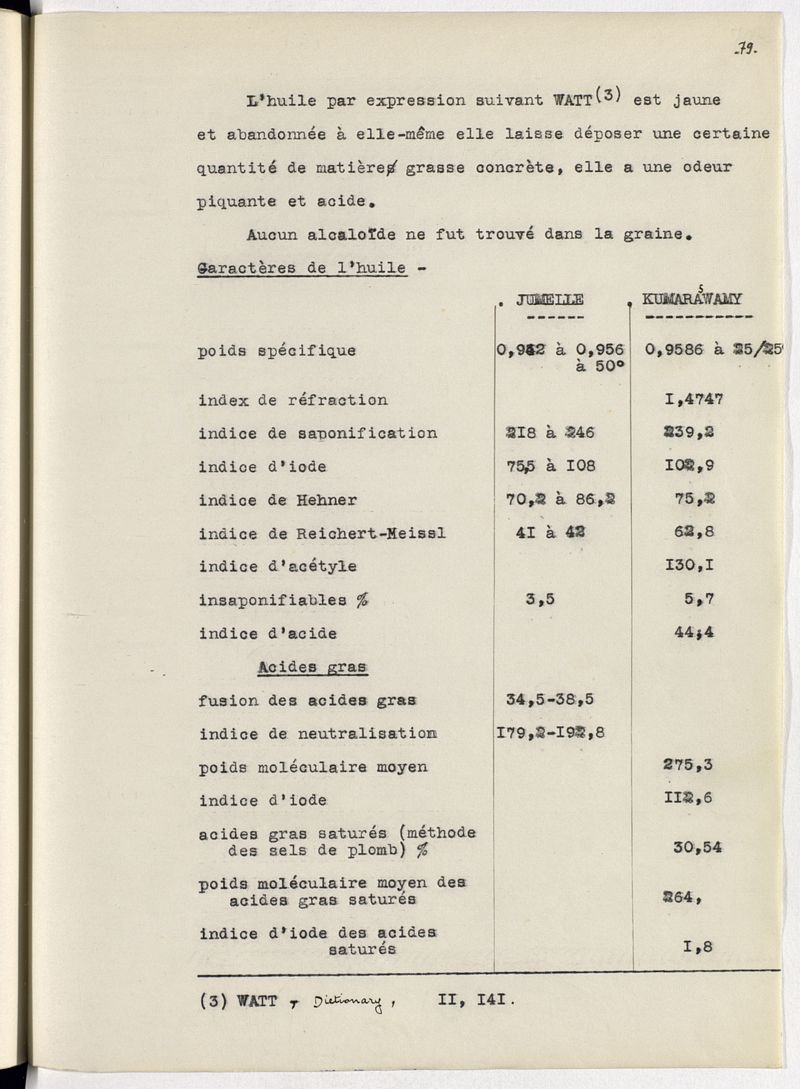 -79-
L'huile par expression suivant WATT(3) est jaune
et abandonnée à elle-même elle laisse déposer une certaine
quantité de matière grasse concrète, elle a une odeur
piquante et acide.
Aucun alcaloïde ne fut trouvé dans la graine.
Caractères de l'huile -
. JUMELLE . KUMARASWAMY
poids spécifique 0,942 à 0,956 0,9586 à 25/25°
à 50°
index de réfraction I,4747
indice de saponification 218 à 246 239,2
indice d'iode 75,5 à I08 I02,9
indice de Hehner 70,2 à 86,2 75,2
indice de Reichert-Meissl 4I à 42 62,8
indice d'acétyle I30,I
insaponifiables % 3,5 5,7
indice d'acide 44,4
Acides gras
fusion des acides gras 34,5-38,5
indice de neutralisation I79,2-I92,8
poids moléculaire moyen 275,3
indice d'iode II2,6
acides gras saturés (méthode
des sels de plomb) % 30,54
poids moléculaire moyen des
acides gras saturés 264,
indice d'iode des acides
saturés I,8
(3) WATT, Dictionary, II, I4I.